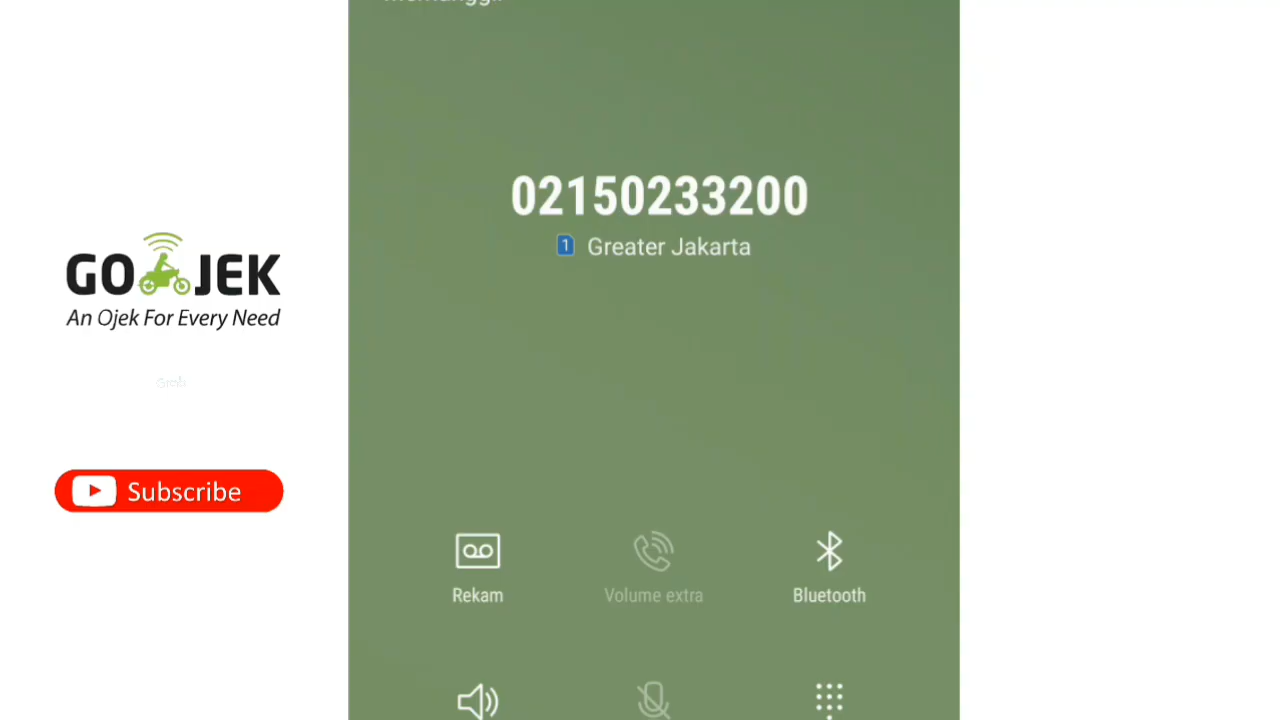 02150233200
1 Greater Jakarta
GO JEK
An Ojek For Every Need
Subscribe
Rekam
Volume extra
Bluetooth